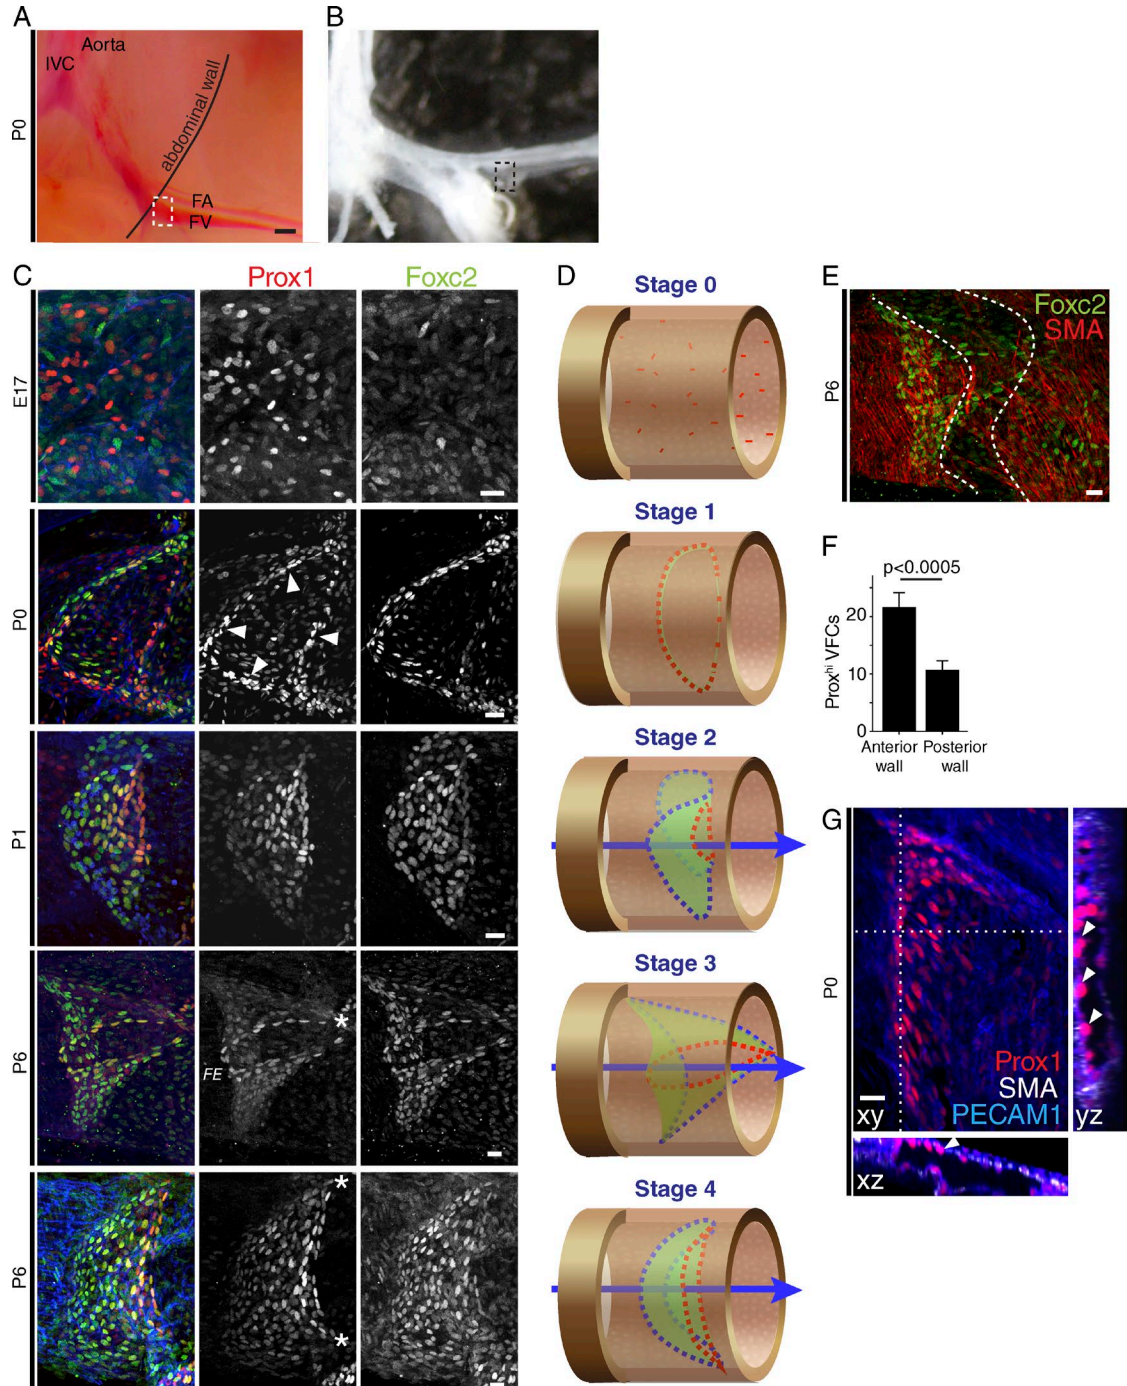 A
B
Aorta
IVC
abdominal wall
P0
FA
FV
C
Prox1
Foxc2
D
E
Stage 0
Foxc2
SMA
E17
P6
Stage 1
F
p<0.0005
P0
Prox^hi VFCs
20
10
0
Anterior wall
Posterior wall
Stage 2
P1
G
P0
Stage 3
P6
*
FE
Prox1
SMA
PECAM1
xy
yz
xz
Stage 4
P6
*
*